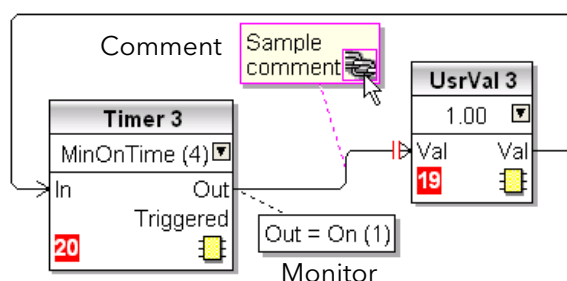 Comment
Sample
comment
UsrVal 3
1.00
Val Val
19
Timer 3
MinOnTime (4)
In Out
Triggered
20
Out = On (1)
Monitor